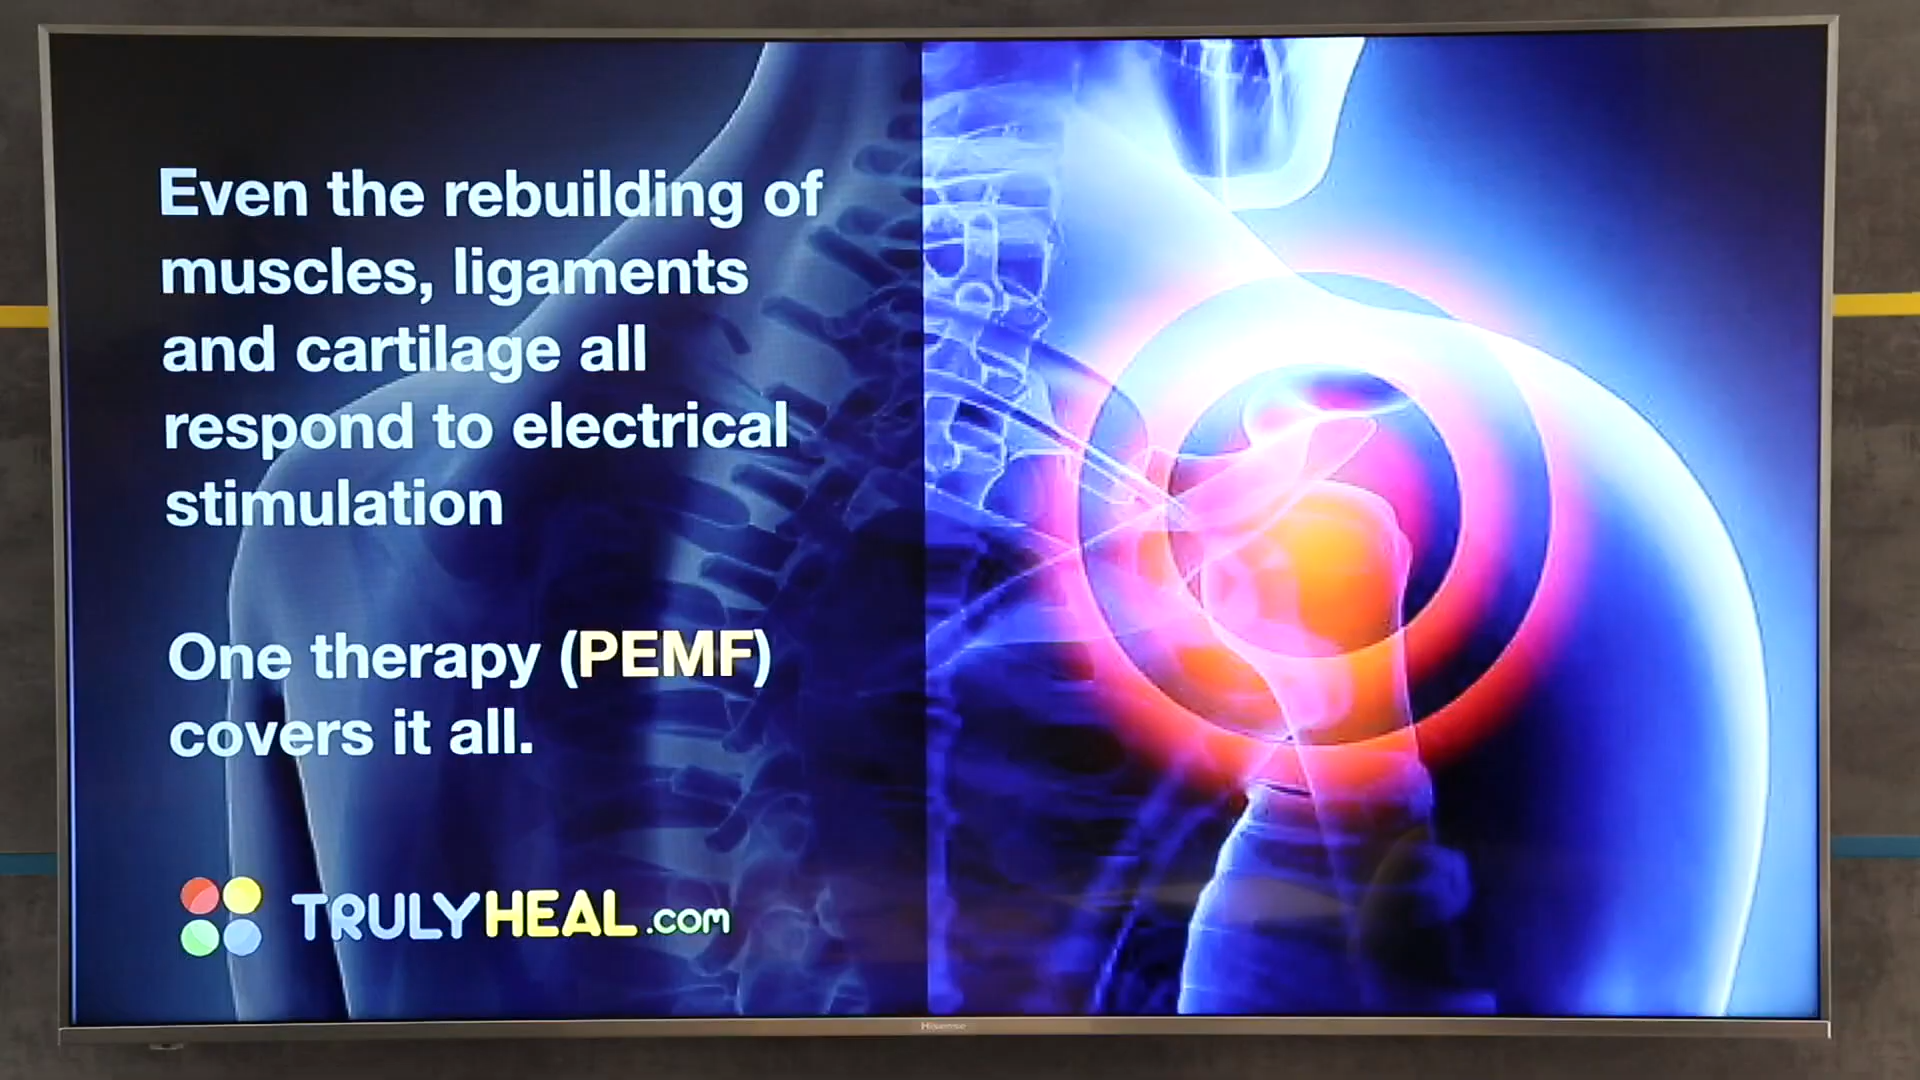 Even the rebuilding of
muscles, ligaments
and cartilage all
respond to electrical
stimulation
One therapy (PEMF)
covers it all.
TRULYHEAL.com
Hisense